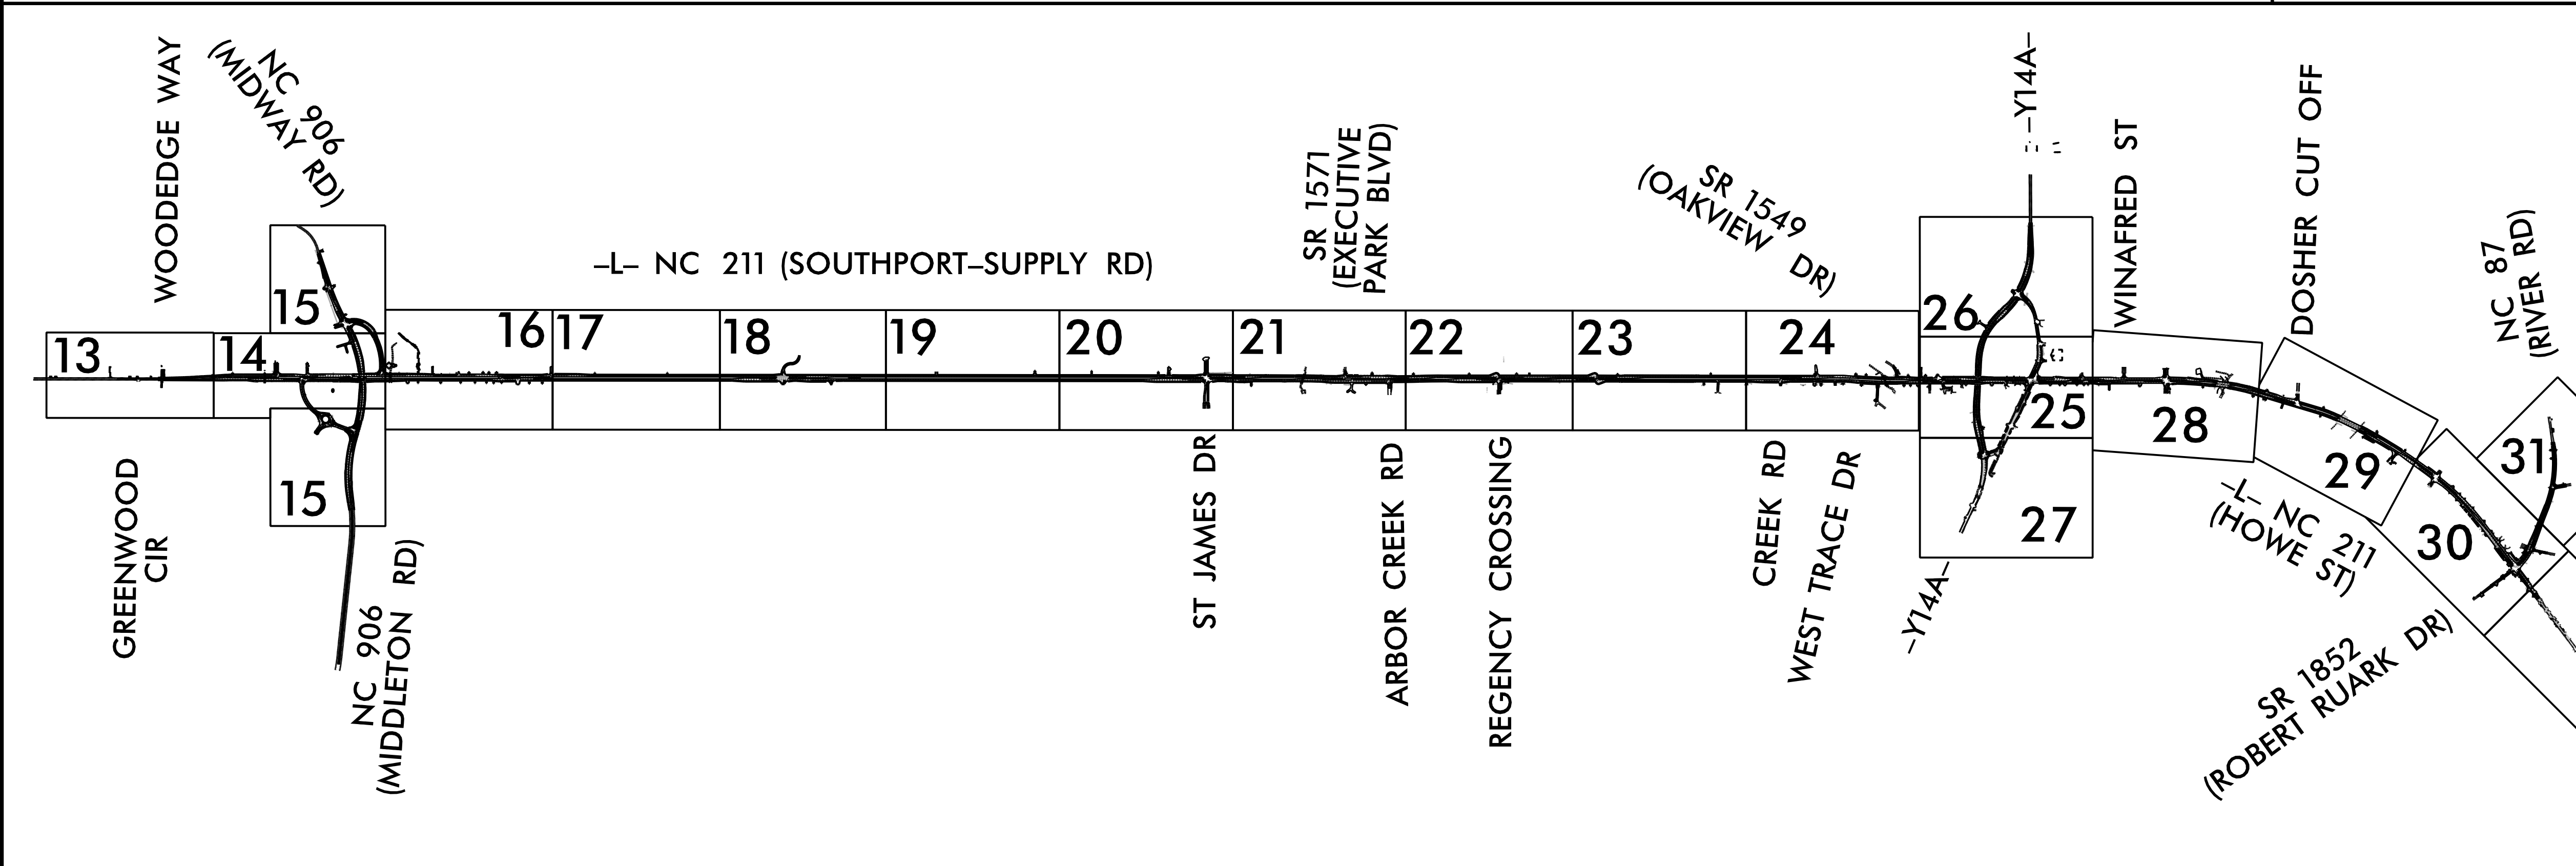 WOODEDGE WAY
NC 906
(MIDWAY RD)
–L– NC 211 (SOUTHPORT–SUPPLY RD)
SR 1571
(EXECUTIVE
PARK BLVD)
SR 1549
(OAKVIEW DR)
–Y14A–
WINAFRED ST
DOSHER CUT OFF
NC 87
(RIVER RD)
13
14
15
15
16
17
18
19
20
21
22
23
24
25
26
27
28
29
30
31
GREENWOOD
CIR
NC 906
(MIDDLETON RD)
ST JAMES DR
ARBOR CREEK RD
REGENCY CROSSING
CREEK RD
WEST TRACE DR
–Y14A–
–L– NC 211
(HOWE ST)
SR 1852
(ROBERT RUARK DR)